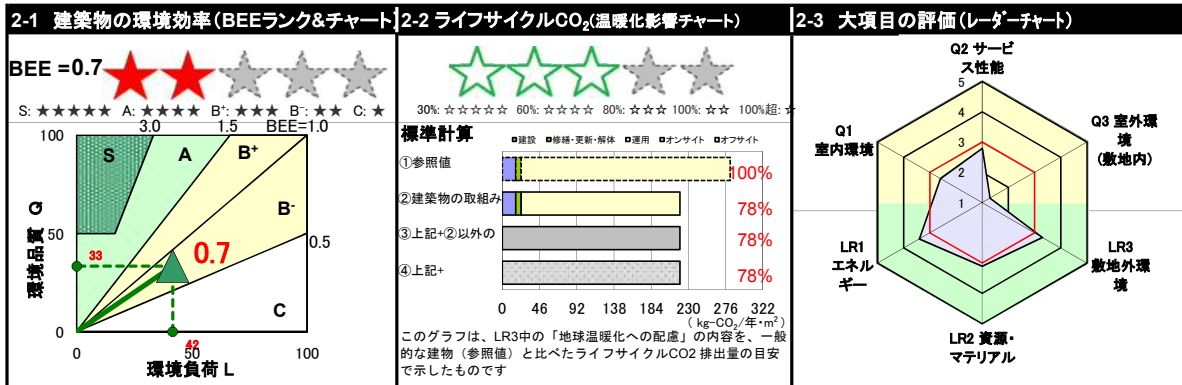 2-1 建築物の環境効率(BEEランク&チャート)
BEE =0.7
S: ★★★★★ A: ★★★★ B⁺: ★★★ B⁻: ★★ C: ★
3.0 1.5 BEE=1.0
100
S
A
B⁺
B⁻
0.5
50
33
0.7
C
環境品質 Q
0
0 42 50 100
環境負荷 L
2-2 ライフサイクルCO₂(温暖化影響チャート)
30%: ☆☆☆☆☆ 60%: ☆☆☆☆ 80%: ☆☆☆ 100%: ☆☆ 100%超: ☆
標準計算
■建設 ■修繕・更新・解体 □運用 ■オンサイト □オフサイト
①参照値 100%
②建築物の取組み 78%
③上記+②以外の 78%
④上記+ 78%
0 46 92 138 184 230 276 322
( kg-CO₂/年・m² )
このグラフは、LR3中の「地球温暖化への配慮」の内容を、一般
的な建物（参照値）と比べたライフサイクルCO2 排出量の目安
で示したものです
2-3 大項目の評価(レーダーチャート)
Q2 サービ
ス性能
5
4
3
2
1
Q1
室内環境
Q3 室外環
境
(敷地内)
LR1
エネル
ギー
LR3
敷地外環
境
LR2 資源・
マテリアル